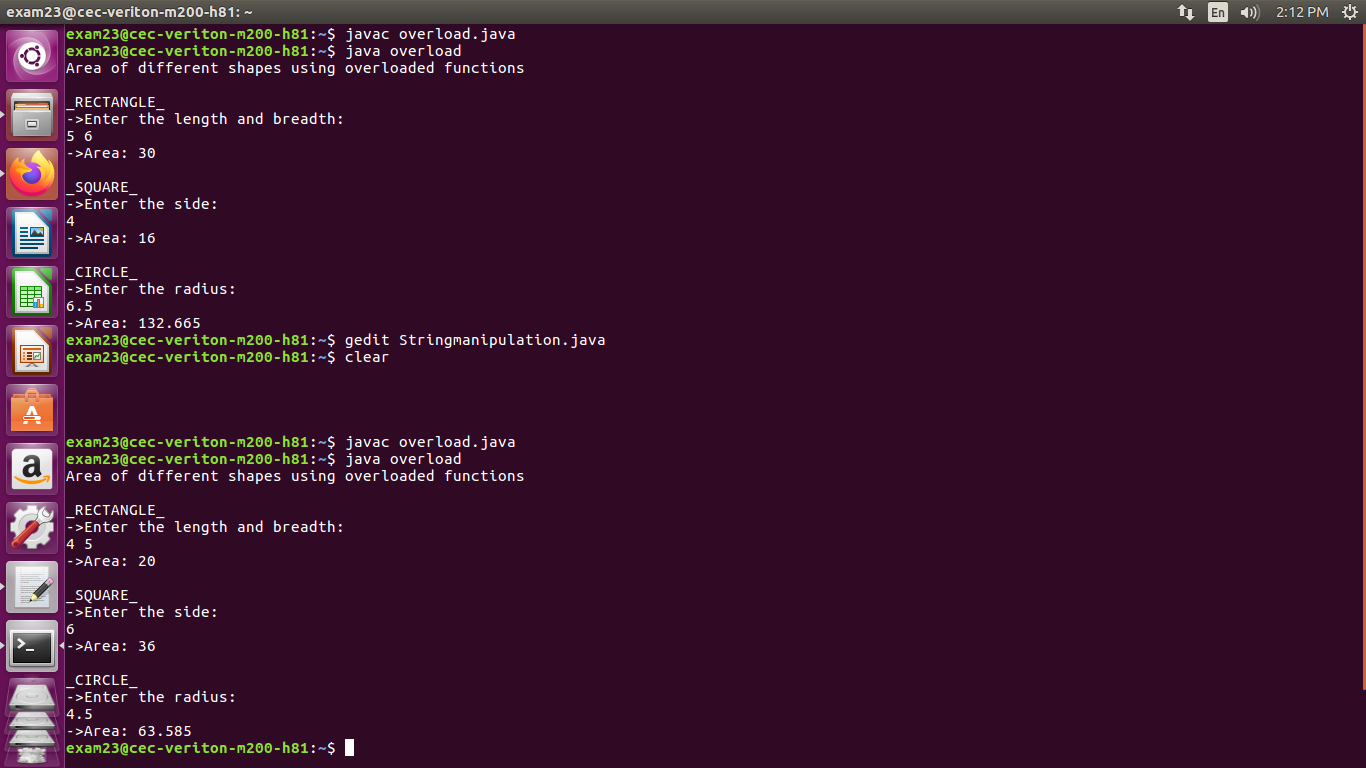 exam23@cec-veriton-m200-h81: ~
En
2:12 PM
exam23@cec-veriton-m200-h81:~$ javac overload.java
exam23@cec-veriton-m200-h81:~$ java overload
Area of different shapes using overloaded functions
_RECTANGLE_
->Enter the length and breadth:
5 6
->Area: 30
_SQUARE_
->Enter the side:
4
->Area: 16
_CIRCLE_
->Enter the radius:
6.5
->Area: 132.665
exam23@cec-veriton-m200-h81:~$ gedit Stringmanipulation.java
exam23@cec-veriton-m200-h81:~$ clear
exam23@cec-veriton-m200-h81:~$ javac overload.java
exam23@cec-veriton-m200-h81:~$ java overload
Area of different shapes using overloaded functions
_RECTANGLE_
->Enter the length and breadth:
4 5
->Area: 20
_SQUARE_
->Enter the side:
6
->Area: 36
_CIRCLE_
->Enter the radius:
4.5
->Area: 63.585
exam23@cec-veriton-m200-h81:~$